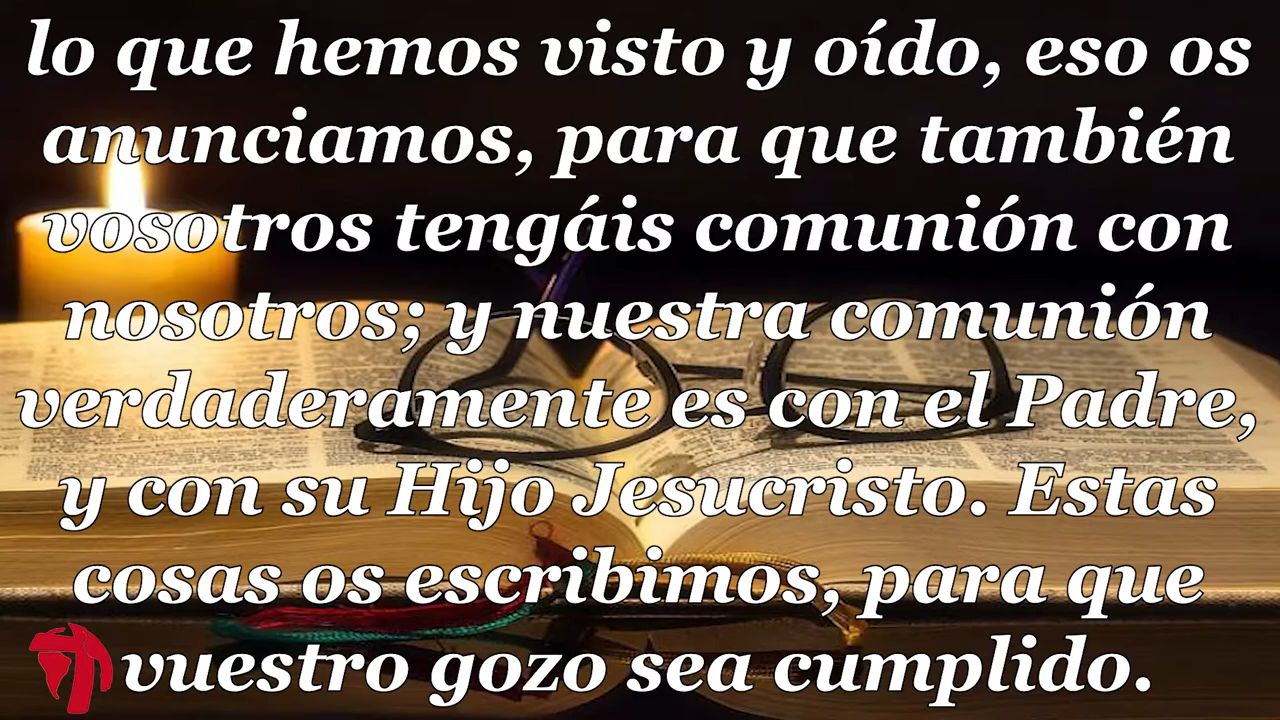 lo que hemos visto y oído, eso os
anunciamos, para que también
vosotros tengáis comunión con
nosotros; y nuestra comunión
verdaderamente es con el Padre,
y con su Hijo Jesucristo. Estas
cosas os escribimos, para que
vuestro gozo sea cumplido.